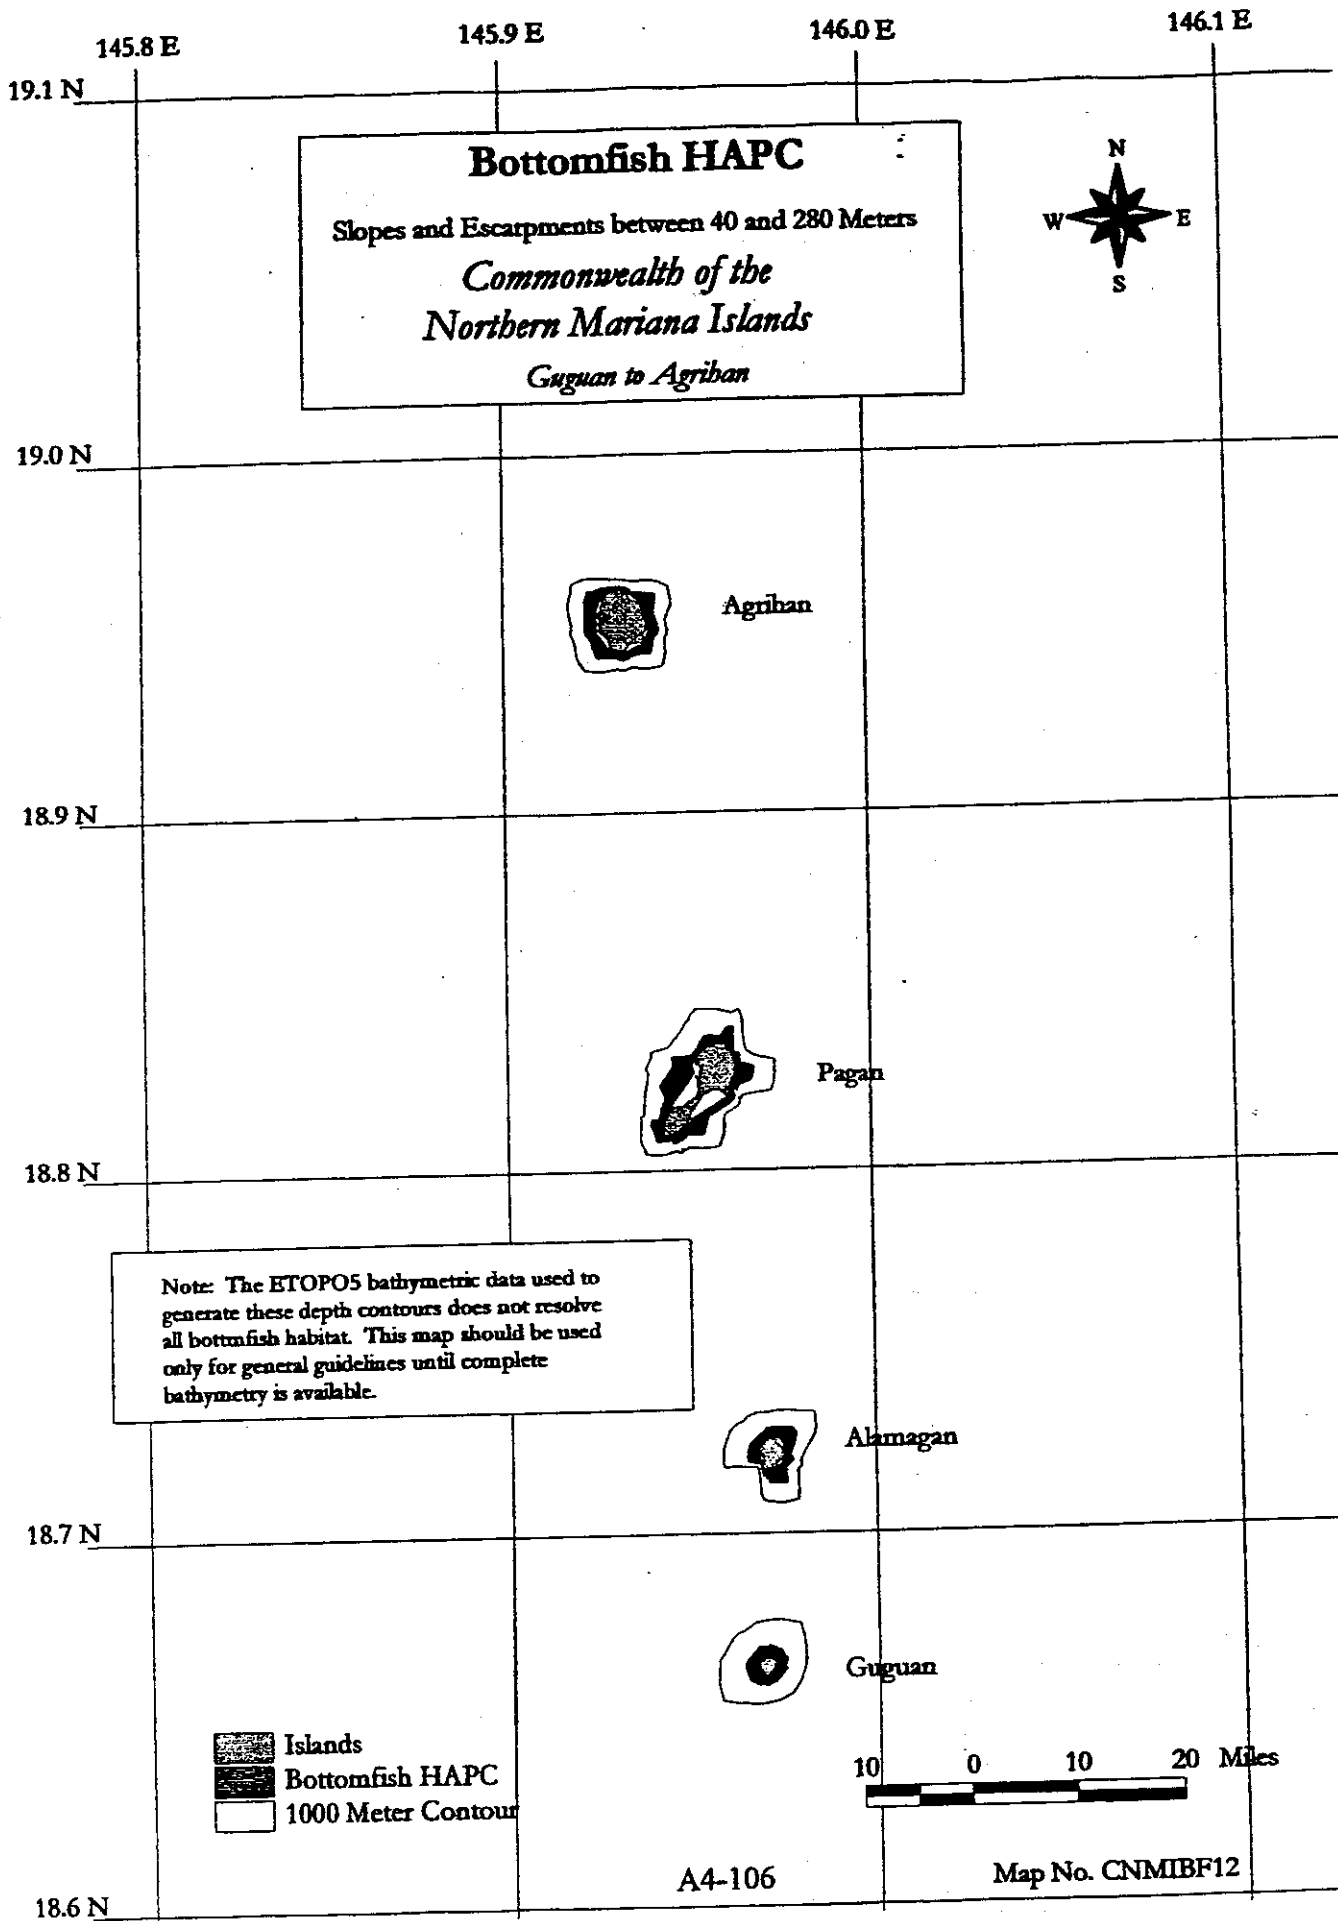 145.8 E
145.9 E
146.0 E
146.1 E
19.1 N
Bottomfish HAPC
Slopes and Escarpments between 40 and 280 Meters
Commonwealth of the
Northern Mariana Islands
Guguan to Agrihan
N
W
E
S
19.0 N
Agrihan
18.9 N
Pagan
18.8 N
Note: The ETOPO5 bathymetric data used to
generate these depth contours does not resolve
all bottmfish habitat. This map should be used
only for general guidelines until complete
bathymetry is available.
Alamagan
18.7 N
Guguan
Islands
Bottomfish HAPC
1000 Meter Contour
10 0 10 20 Miles
A4-106
Map No. CNMIBF12
18.6 N